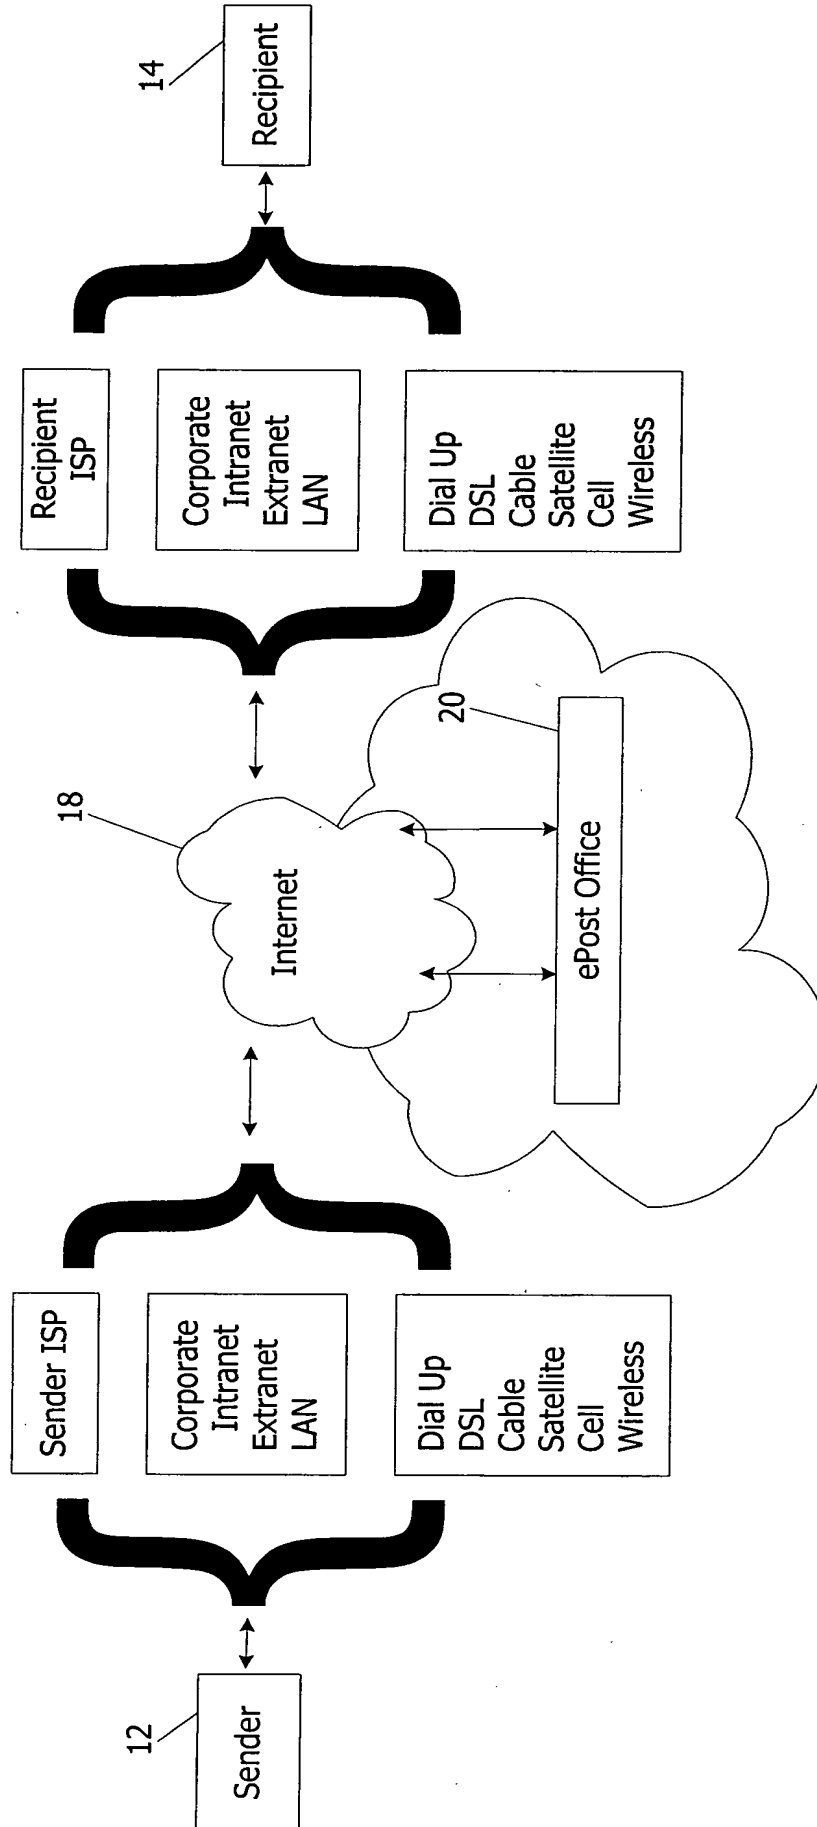 12
Sender
Sender ISP
Corporate
Intranet
Extranet
LAN
Dial Up
DSL
Cable
Satellite
Cell
Wireless
18
Internet
20
ePost Office
Recipient
ISP
Corporate
Intranet
Extranet
LAN
Dial Up
DSL
Cable
Satellite
Cell
Wireless
14
Recipient